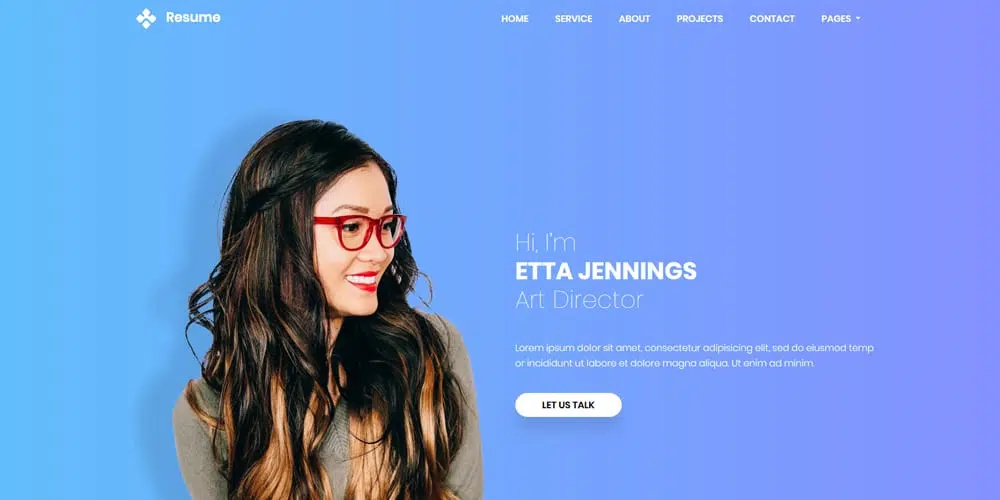 Resume
HOME SERVICE ABOUT PROJECTS CONTACT PAGES
Hi, I'm
ETTA JENNINGS
Art Director
Lorem ipsum dolor sit amet, consectetur adipisicing elit, sed do eiusmod temp
or incididunt ut labore et dolore magna aliqua. Ut enim ad minim.
LET US TALK